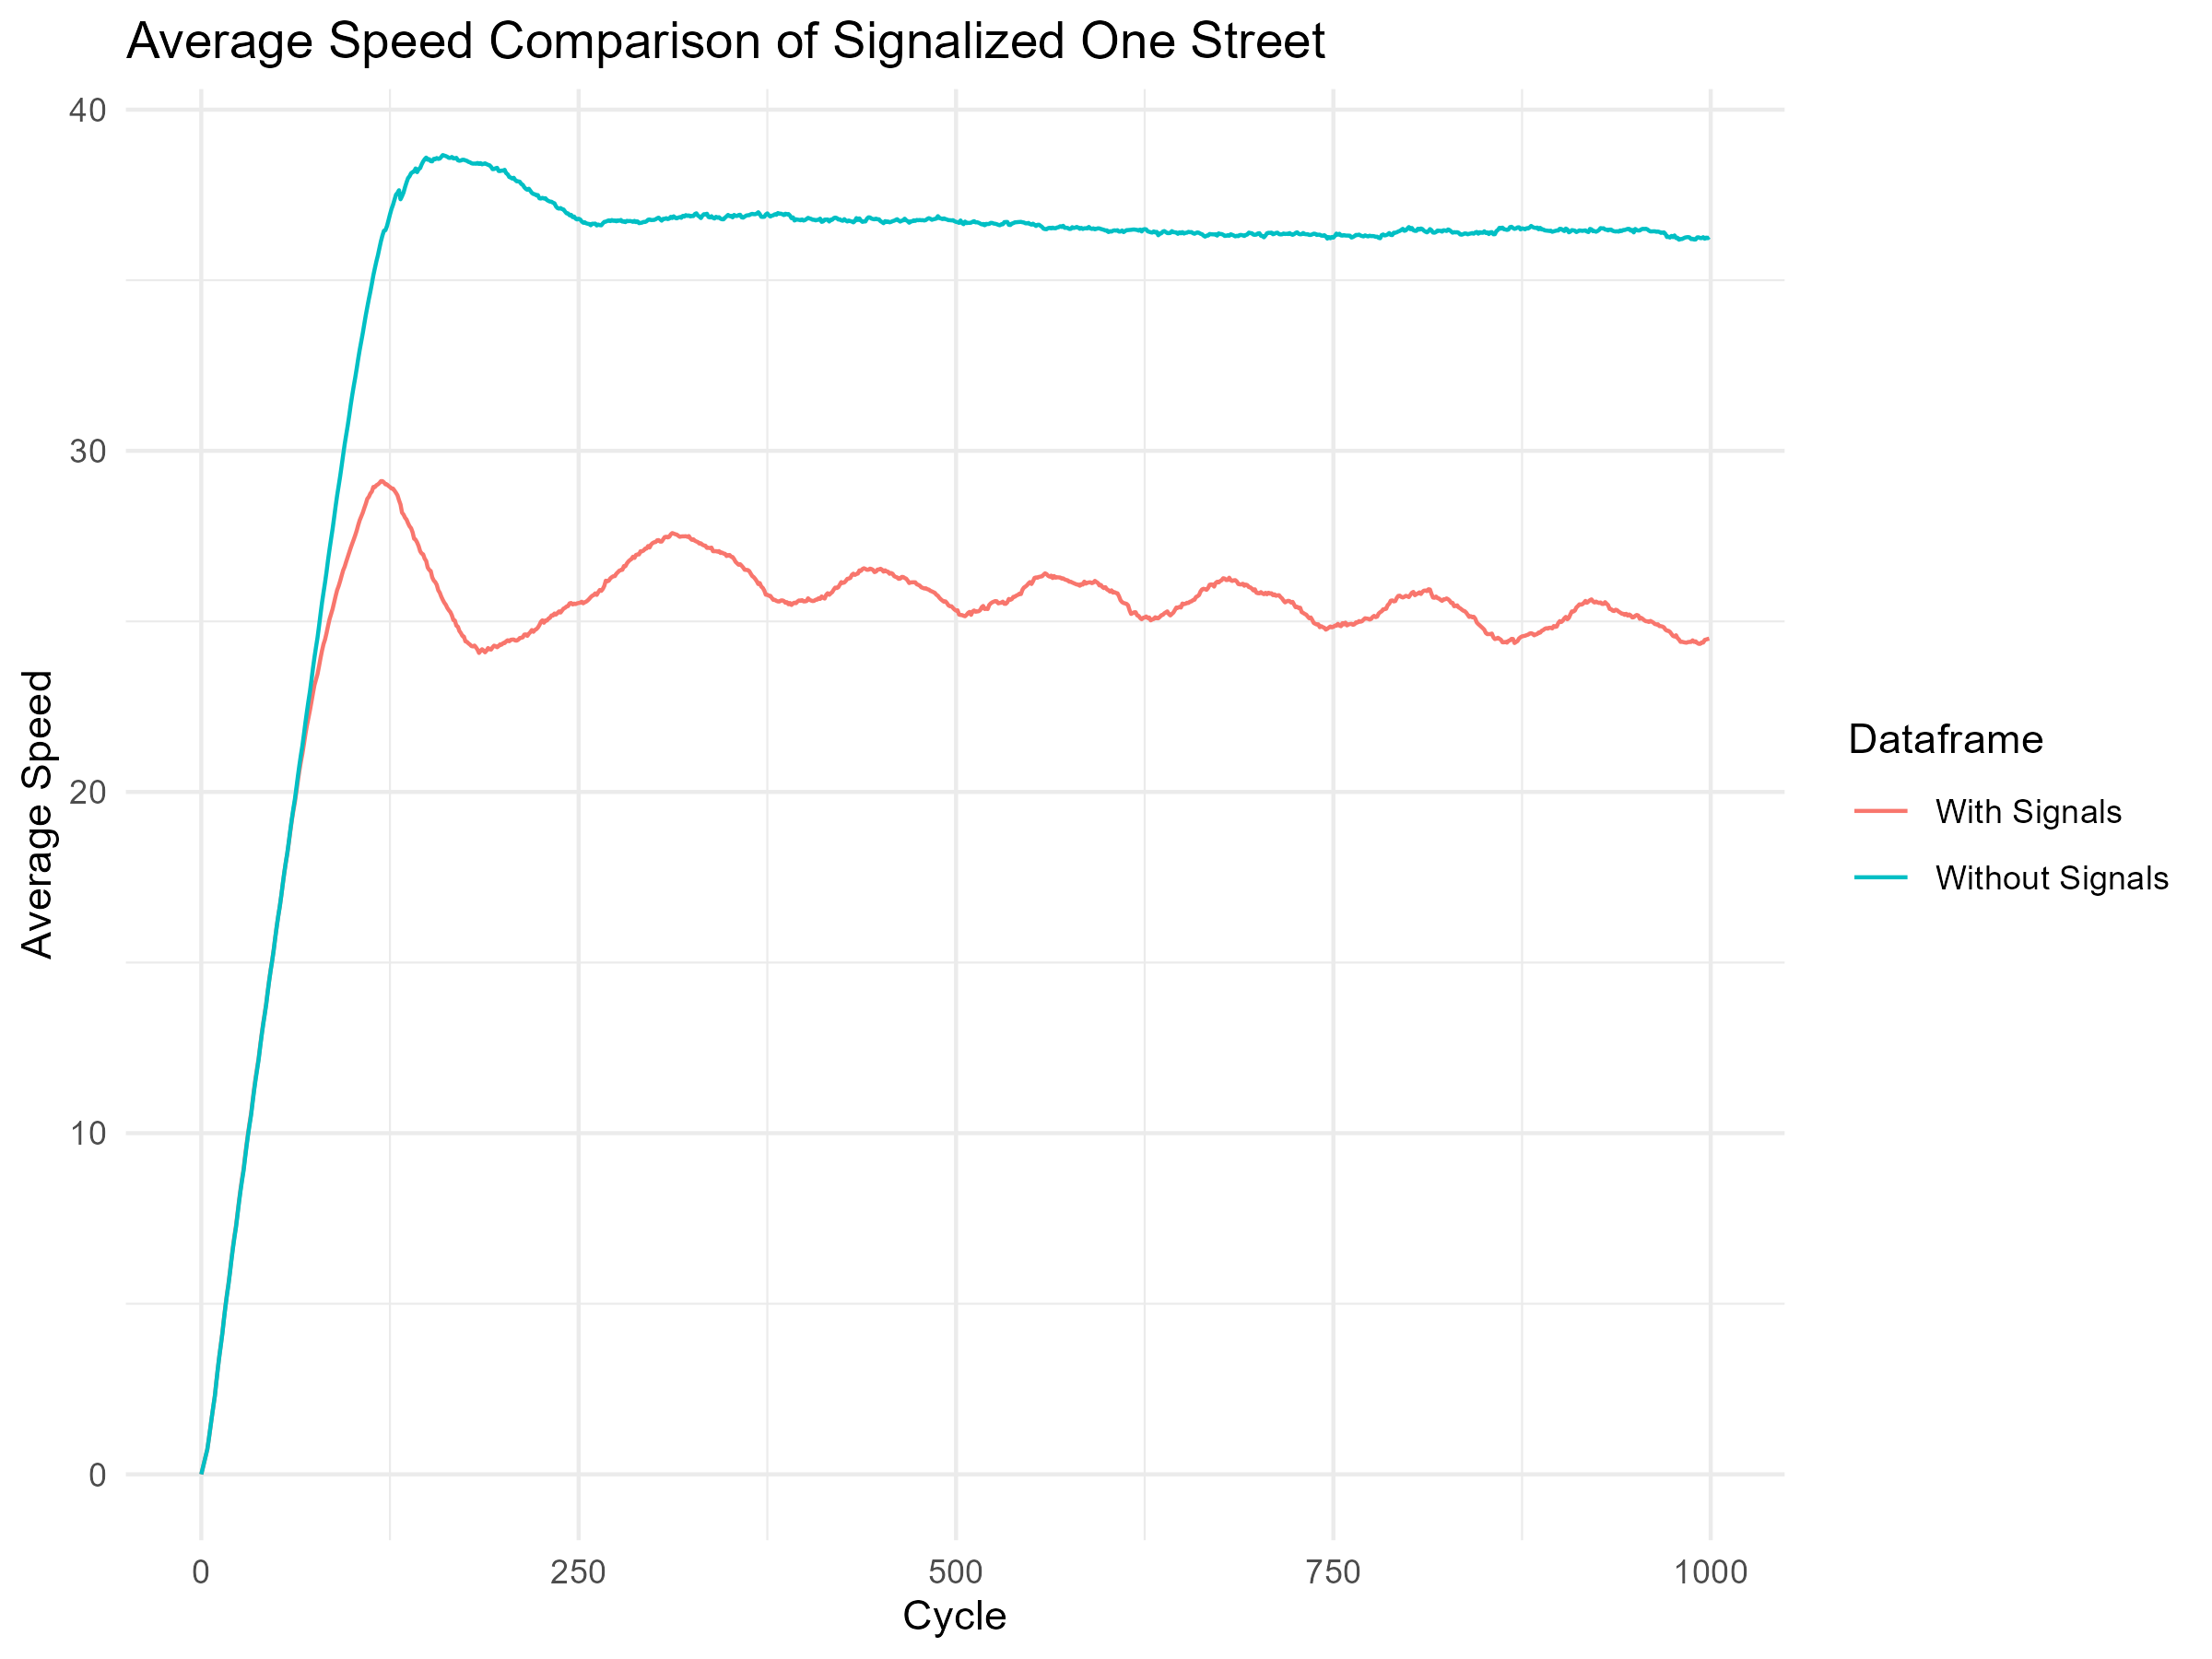 Average Speed Comparison of Signalized One Street
40
30
20
10
0
Average Speed
0 250 500 750 1000
Cycle
Dataframe
With Signals
Without Signals